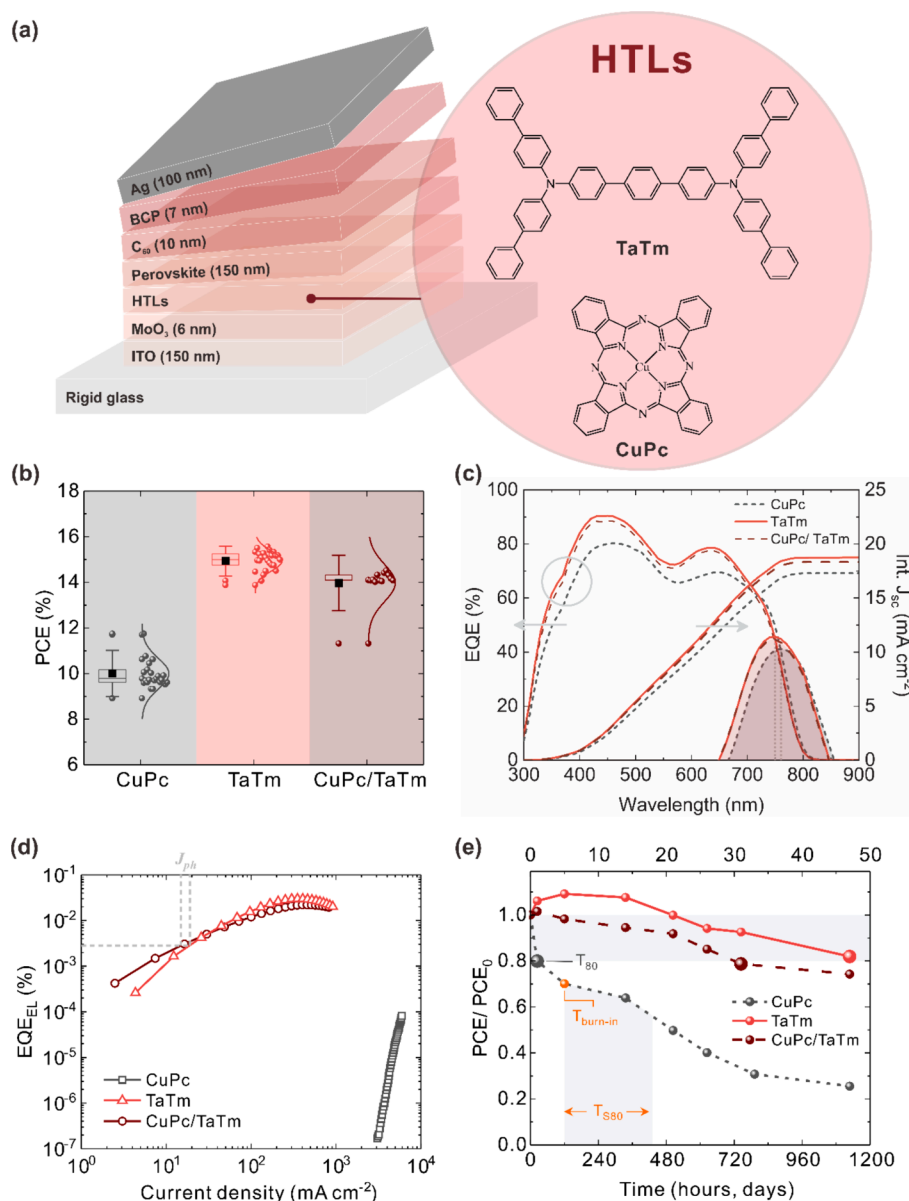 (a)
HTLs
Ag (100 nm)
BCP (7 nm)
C₆₀ (10 nm)
Perovskite (150 nm)
HTLs
MoO₃ (6 nm)
ITO (150 nm)
Rigid glass
N
N
TaTm
N
N
N
N
Cu
N
N
N
N
CuPc
(b)
18
16
14
12
10
8
6
PCE (%)
CuPc
TaTm
CuPc/TaTm
(c)
100
80
60
40
20
0
EQE (%)
CuPc
TaTm
CuPc/ TaTm
25
20
15
10
5
0
Int. J_sc (mA cm⁻²)
300 400 500 600 700 800 900
Wavelength (nm)
(d)
J_ph
10⁻¹
10⁻²
10⁻³
10⁻⁴
10⁻⁵
10⁻⁶
10⁻⁷
EQE_EL (%)
CuPc
TaTm
CuPc/TaTm
10⁰ 10¹ 10² 10³ 10⁴
Current density (mA cm⁻²)
(e)
0 10 20 30 40 50
1.0
0.8
0.6
0.4
0.2
0.0
PCE/ PCE₀
T₈₀
T_burn-in
T_S80
CuPc
TaTm
CuPc/TaTm
0 240 480 720 960 1200
Time (hours, days)